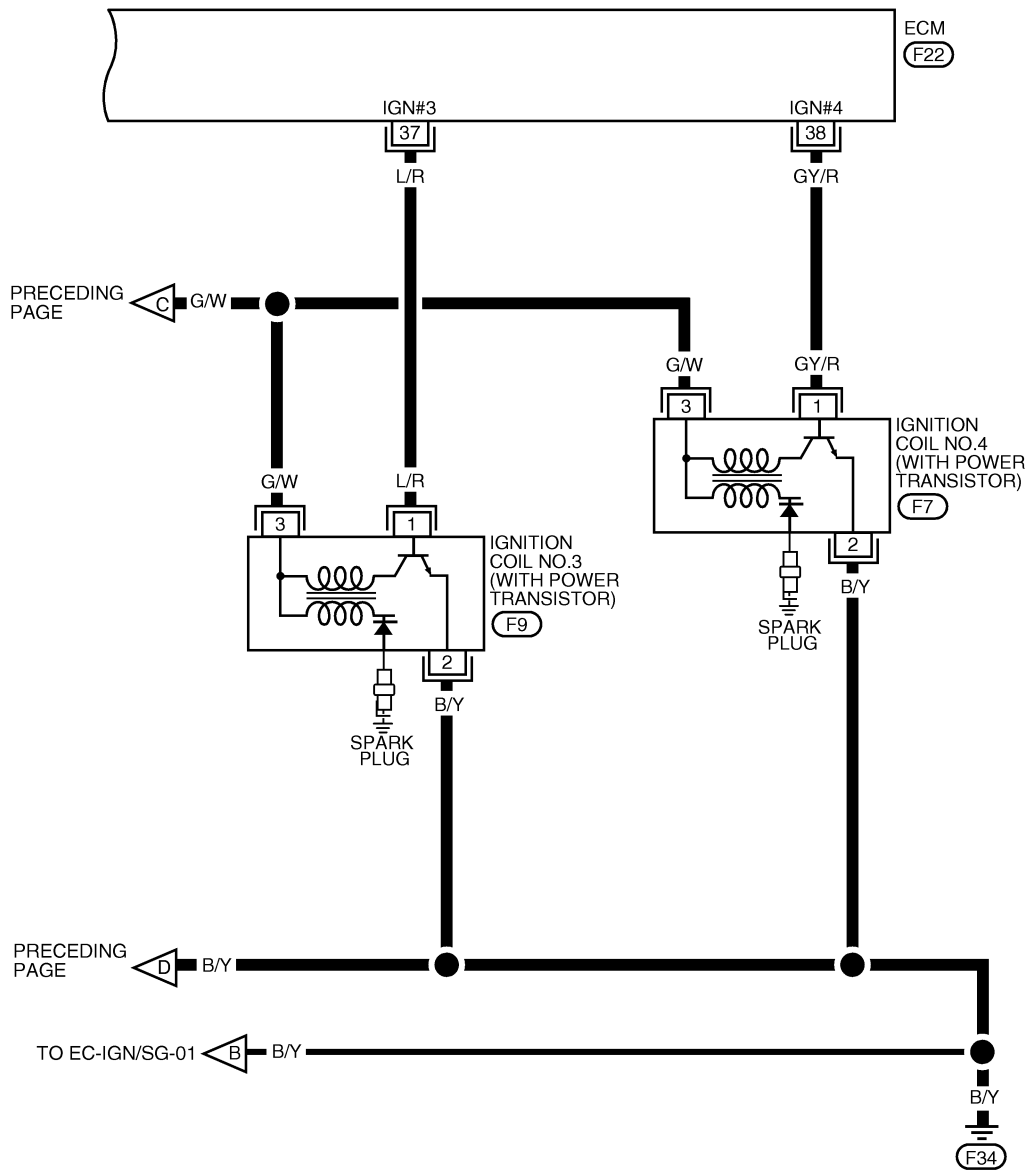 ECM
F22
IGN#3
IGN#4
37
38
L/R
GY/R
PRECEDING
PAGE
C
G/W
G/W
GY/R
3
1
IGNITION
COIL NO.4
(WITH POWER
TRANSISTOR)
F7
2
B/Y
SPARK
PLUG
G/W
L/R
3
1
IGNITION
COIL NO.3
(WITH POWER
TRANSISTOR)
F9
2
B/Y
SPARK
PLUG
PRECEDING
PAGE
D
B/Y
TO EC-IGN/SG-01
B
B/Y
B/Y
F34